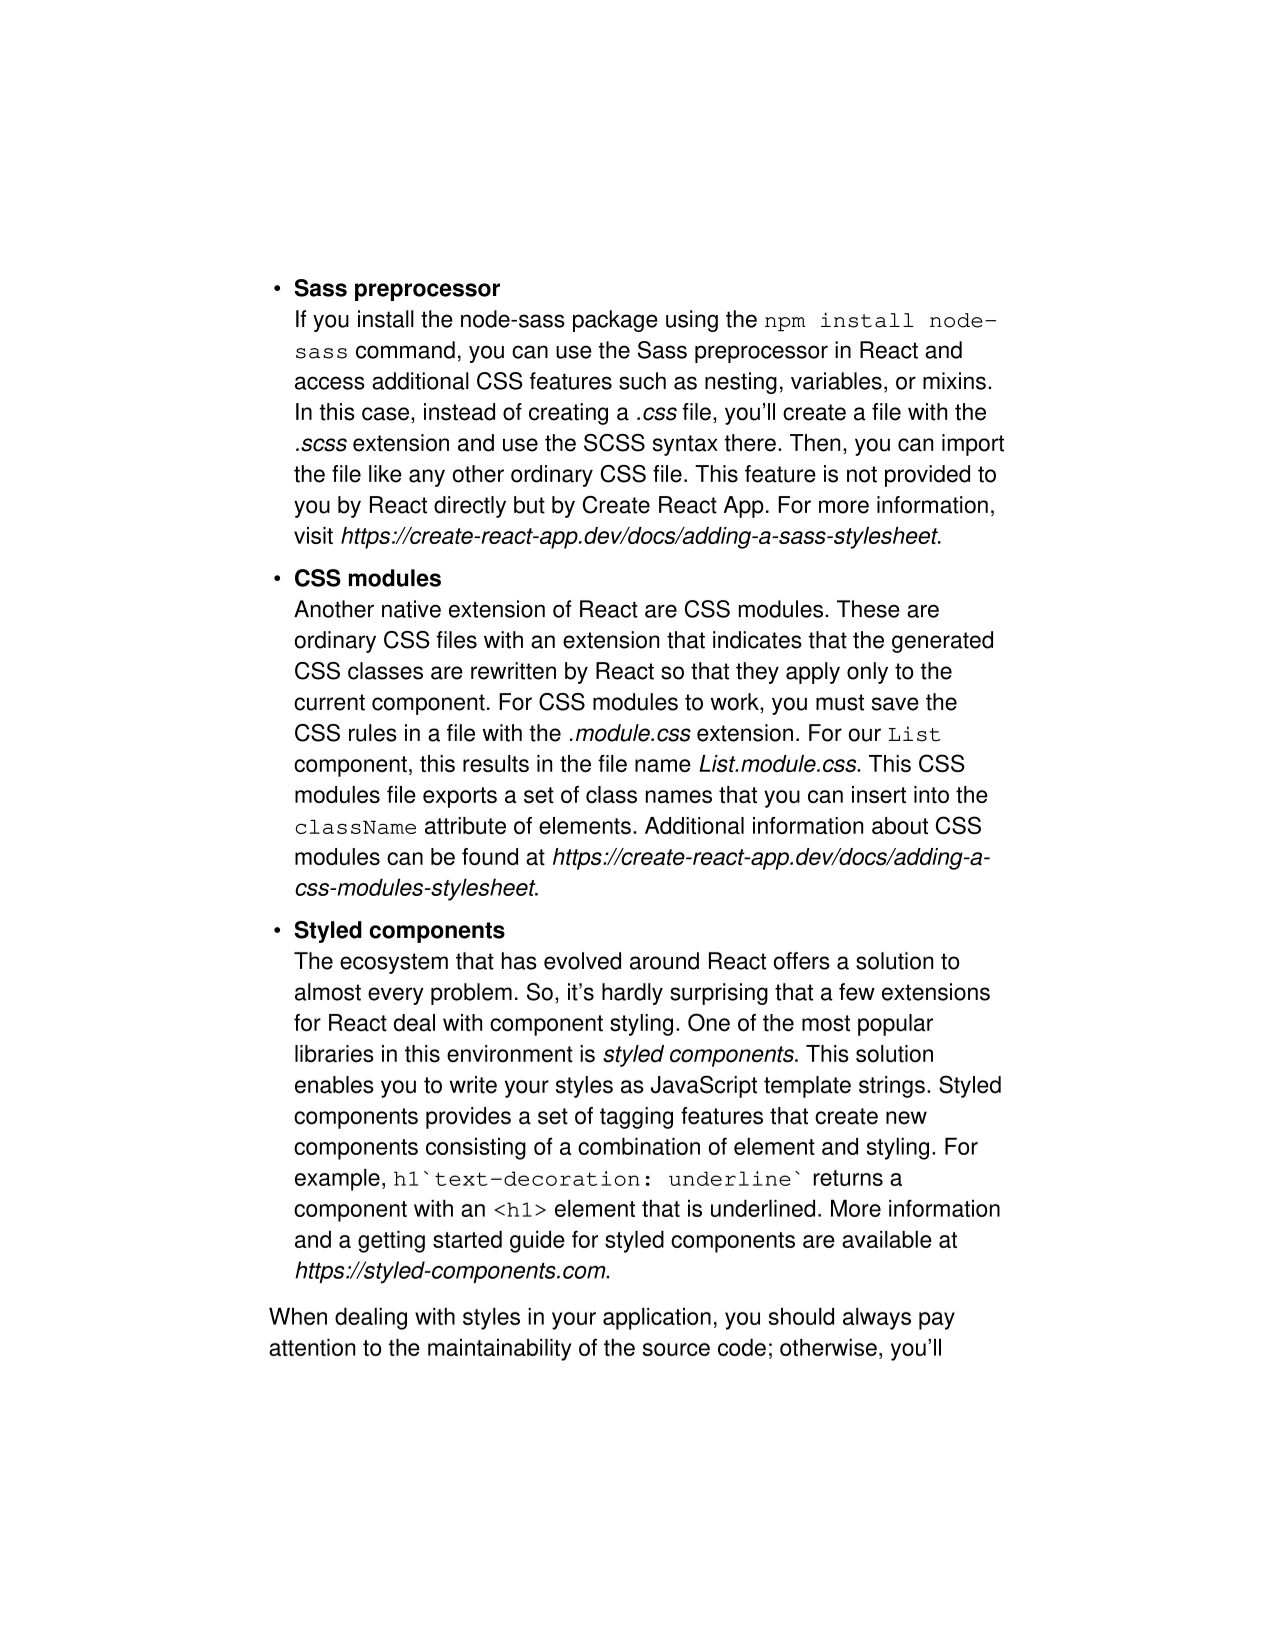 • Sass preprocessor
If you install the node-sass package using the npm install node-
sass command, you can use the Sass preprocessor in React and
access additional CSS features such as nesting, variables, or mixins.
In this case, instead of creating a .css file, you’ll create a file with the
.scss extension and use the SCSS syntax there. Then, you can import
the file like any other ordinary CSS file. This feature is not provided to
you by React directly but by Create React App. For more information,
visit https://create-react-app.dev/docs/adding-a-sass-stylesheet.
• CSS modules
Another native extension of React are CSS modules. These are
ordinary CSS files with an extension that indicates that the generated
CSS classes are rewritten by React so that they apply only to the
current component. For CSS modules to work, you must save the
CSS rules in a file with the .module.css extension. For our List
component, this results in the file name List.module.css. This CSS
modules file exports a set of class names that you can insert into the
className attribute of elements. Additional information about CSS
modules can be found at https://create-react-app.dev/docs/adding-a-
css-modules-stylesheet.
• Styled components
The ecosystem that has evolved around React offers a solution to
almost every problem. So, it’s hardly surprising that a few extensions
for React deal with component styling. One of the most popular
libraries in this environment is styled components. This solution
enables you to write your styles as JavaScript template strings. Styled
components provides a set of tagging features that create new
components consisting of a combination of element and styling. For
example, h1`text-decoration: underline` returns a
component with an <h1> element that is underlined. More information
and a getting started guide for styled components are available at
https://styled-components.com.
When dealing with styles in your application, you should always pay
attention to the maintainability of the source code; otherwise, you’ll